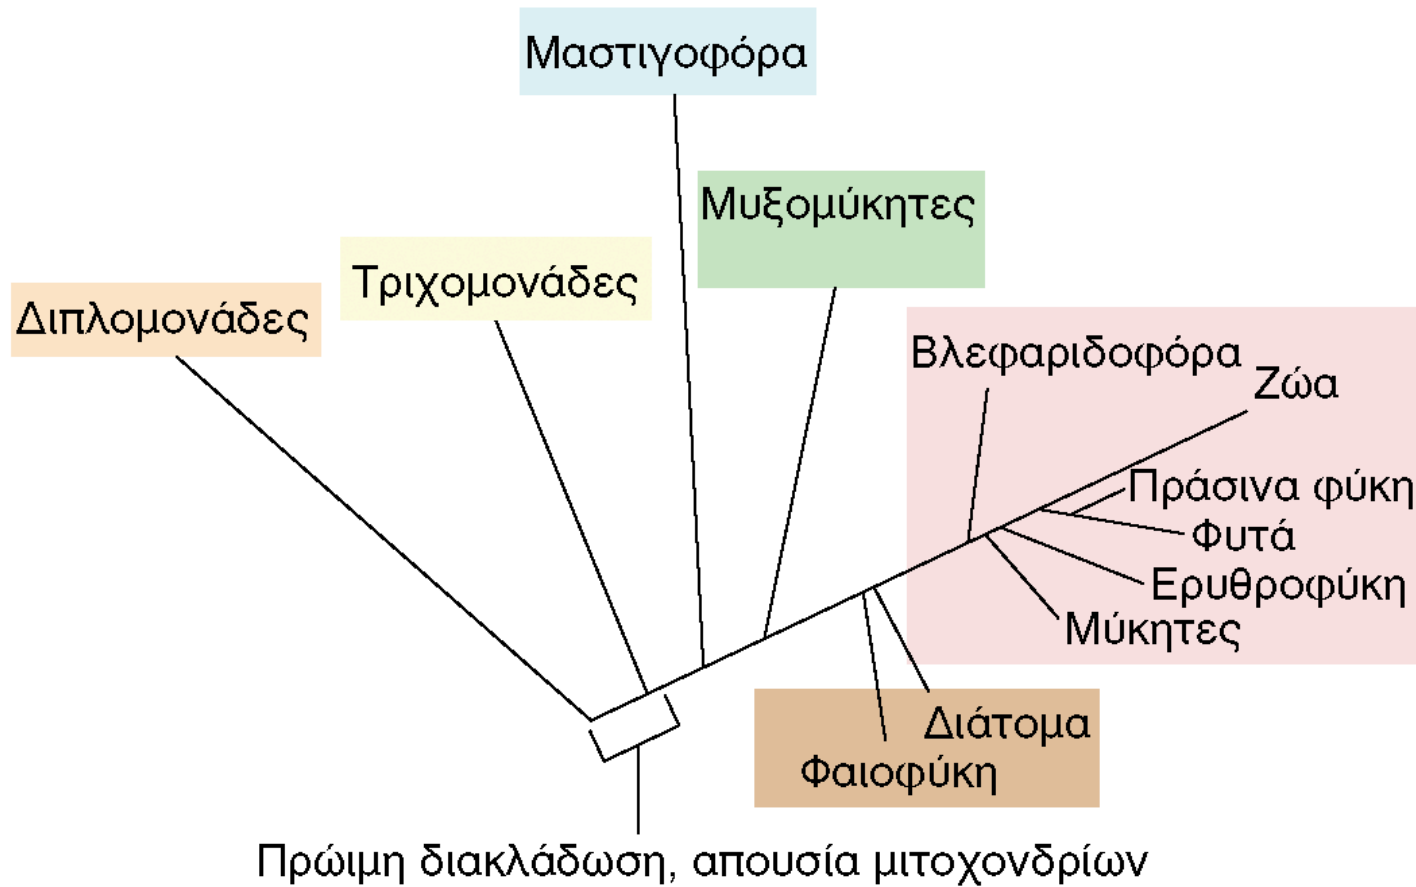 Μαστιγοφόρα
Μυξομύκητες
Τριχομονάδες
Διπλομονάδες
Βλεφαριδοφόρα
Ζώα
Πράσινα φύκη
Φυτά
Ερυθροφύκη
Μύκητες
Διάτομα
Φαιοφύκη
Πρώιμη διακλάδωση, απουσία μιτοχονδρίων